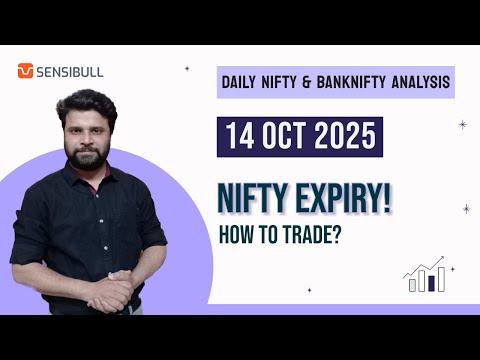 SENSIBULL
DAILY NIFTY & BANKNIFTY ANALYSIS
14 OCT 2025
NIFTY EXPIRY!
HOW TO TRADE?